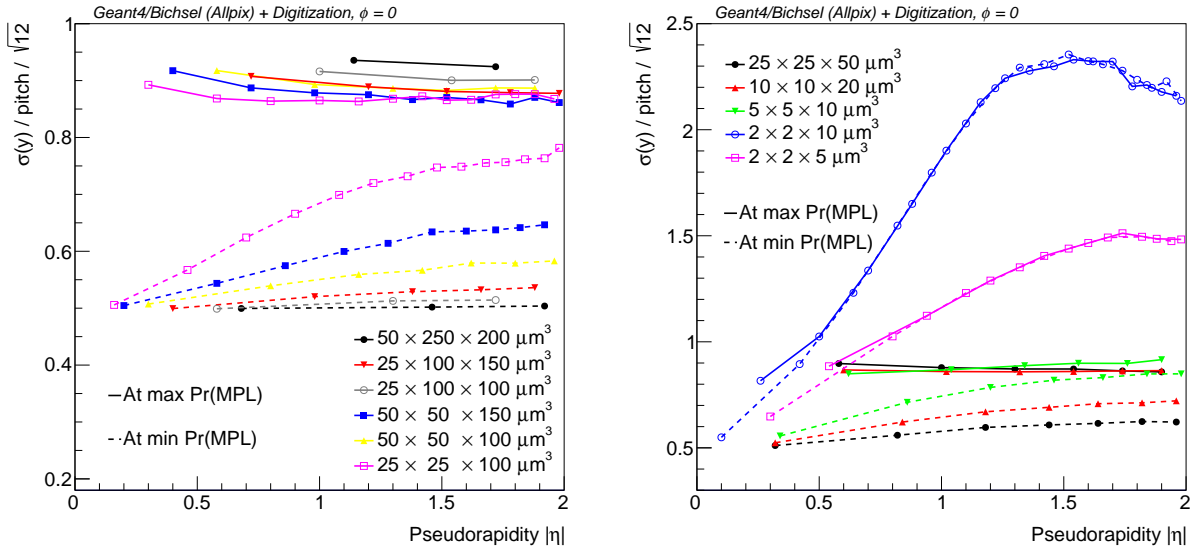 Geant4/Bichsel (Allpix) + Digitization, ϕ = 0
σ(y) / pitch / √12
1
0.8
0.6
0.4
0.2
50 × 250 × 200 μm³
25 × 100 × 150 μm³
25 × 100 × 100 μm³
50 × 50 × 150 μm³
50 × 50 × 100 μm³
25 × 25 × 100 μm³
At max Pr(MPL)
At min Pr(MPL)
0 0.5 1 1.5 2
Pseudorapidity |η|
Geant4/Bichsel (Allpix) + Digitization, ϕ = 0
σ(y) / pitch / √12
2.5
2
1.5
1
0.5
25 × 25 × 50 μm³
10 × 10 × 20 μm³
5 × 5 × 10 μm³
2 × 2 × 10 μm³
2 × 2 × 5 μm³
At max Pr(MPL)
At min Pr(MPL)
0 0.5 1 1.5 2
Pseudorapidity |η|